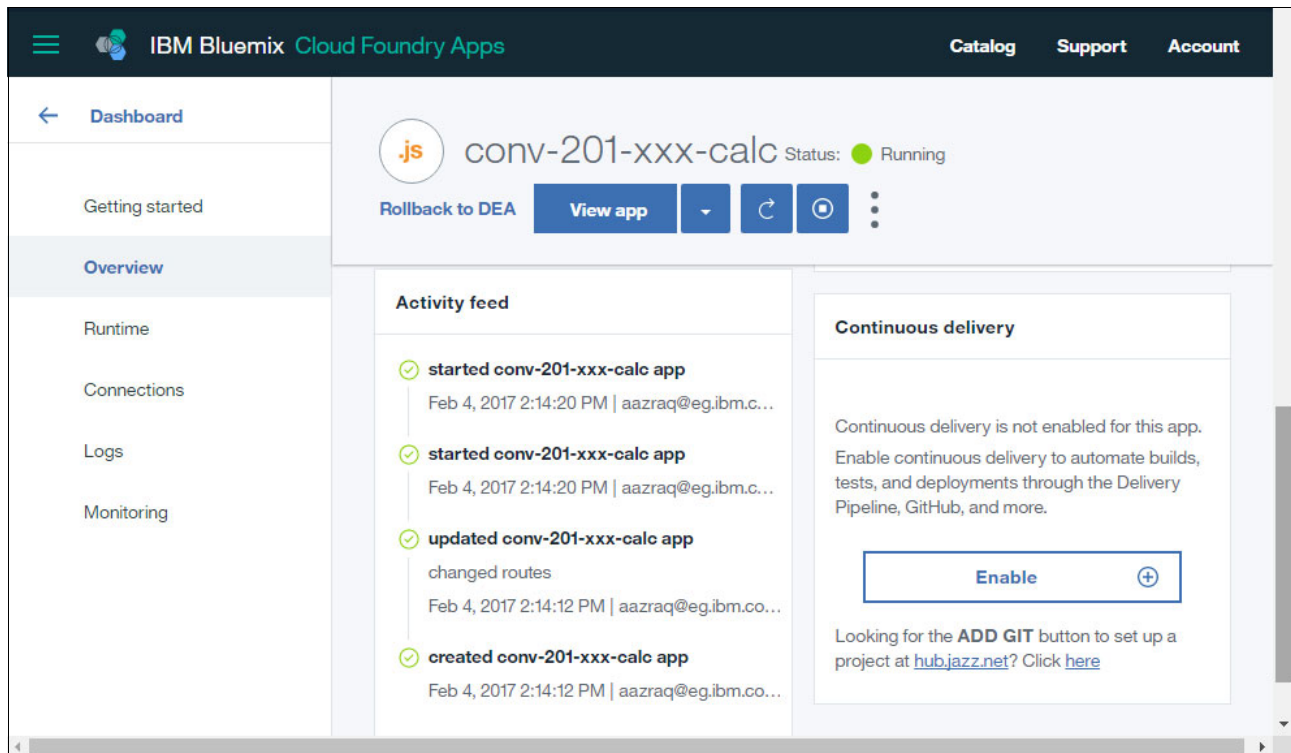 IBM Bluemix Cloud Foundry Apps
Catalog
Support
Account
Dashboard
Getting started
Overview
Runtime
Connections
Logs
Monitoring
.js
conv-201-xxx-calc Status: Running
Rollback to DEA
View app
Activity feed
started conv-201-xxx-calc app
Feb 4, 2017 2:14:20 PM | aazraq@eg.ibm.c...
started conv-201-xxx-calc app
Feb 4, 2017 2:14:20 PM | aazraq@eg.ibm.c...
updated conv-201-xxx-calc app
changed routes
Feb 4, 2017 2:14:12 PM | aazraq@eg.ibm.co...
created conv-201-xxx-calc app
Feb 4, 2017 2:14:12 PM | aazraq@eg.ibm.co...
Continuous delivery
Continuous delivery is not enabled for this app.
Enable continuous delivery to automate builds,
tests, and deployments through the Delivery
Pipeline, GitHub, and more.
Enable
Looking for the ADD GIT button to set up a
project at hub.jazz.net? Click here